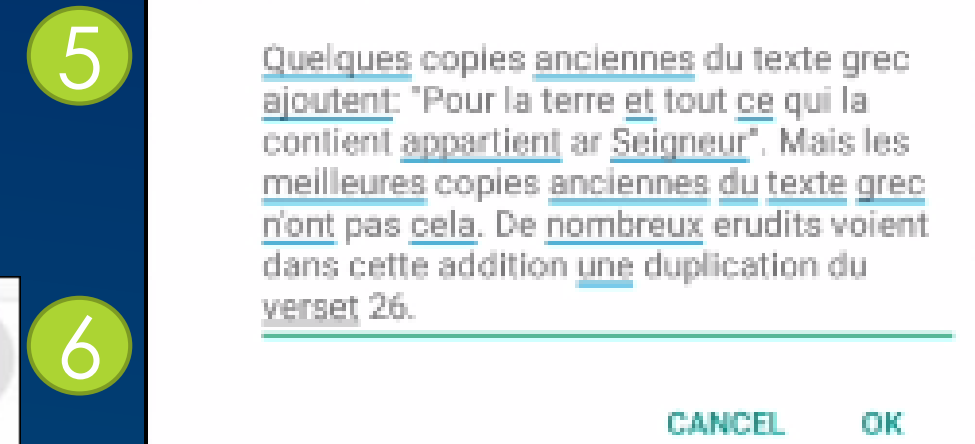 5
Quelques copies anciennes du texte grec
ajoutent: "Pour la terre et tout ce qui la
contient appartient ar Seigneur". Mais les
meilleures copies anciennes du texte grec
n'ont pas cela. De nombreux erudits voient
dans cette addition une duplication du
verset 26.
6
CANCEL OK